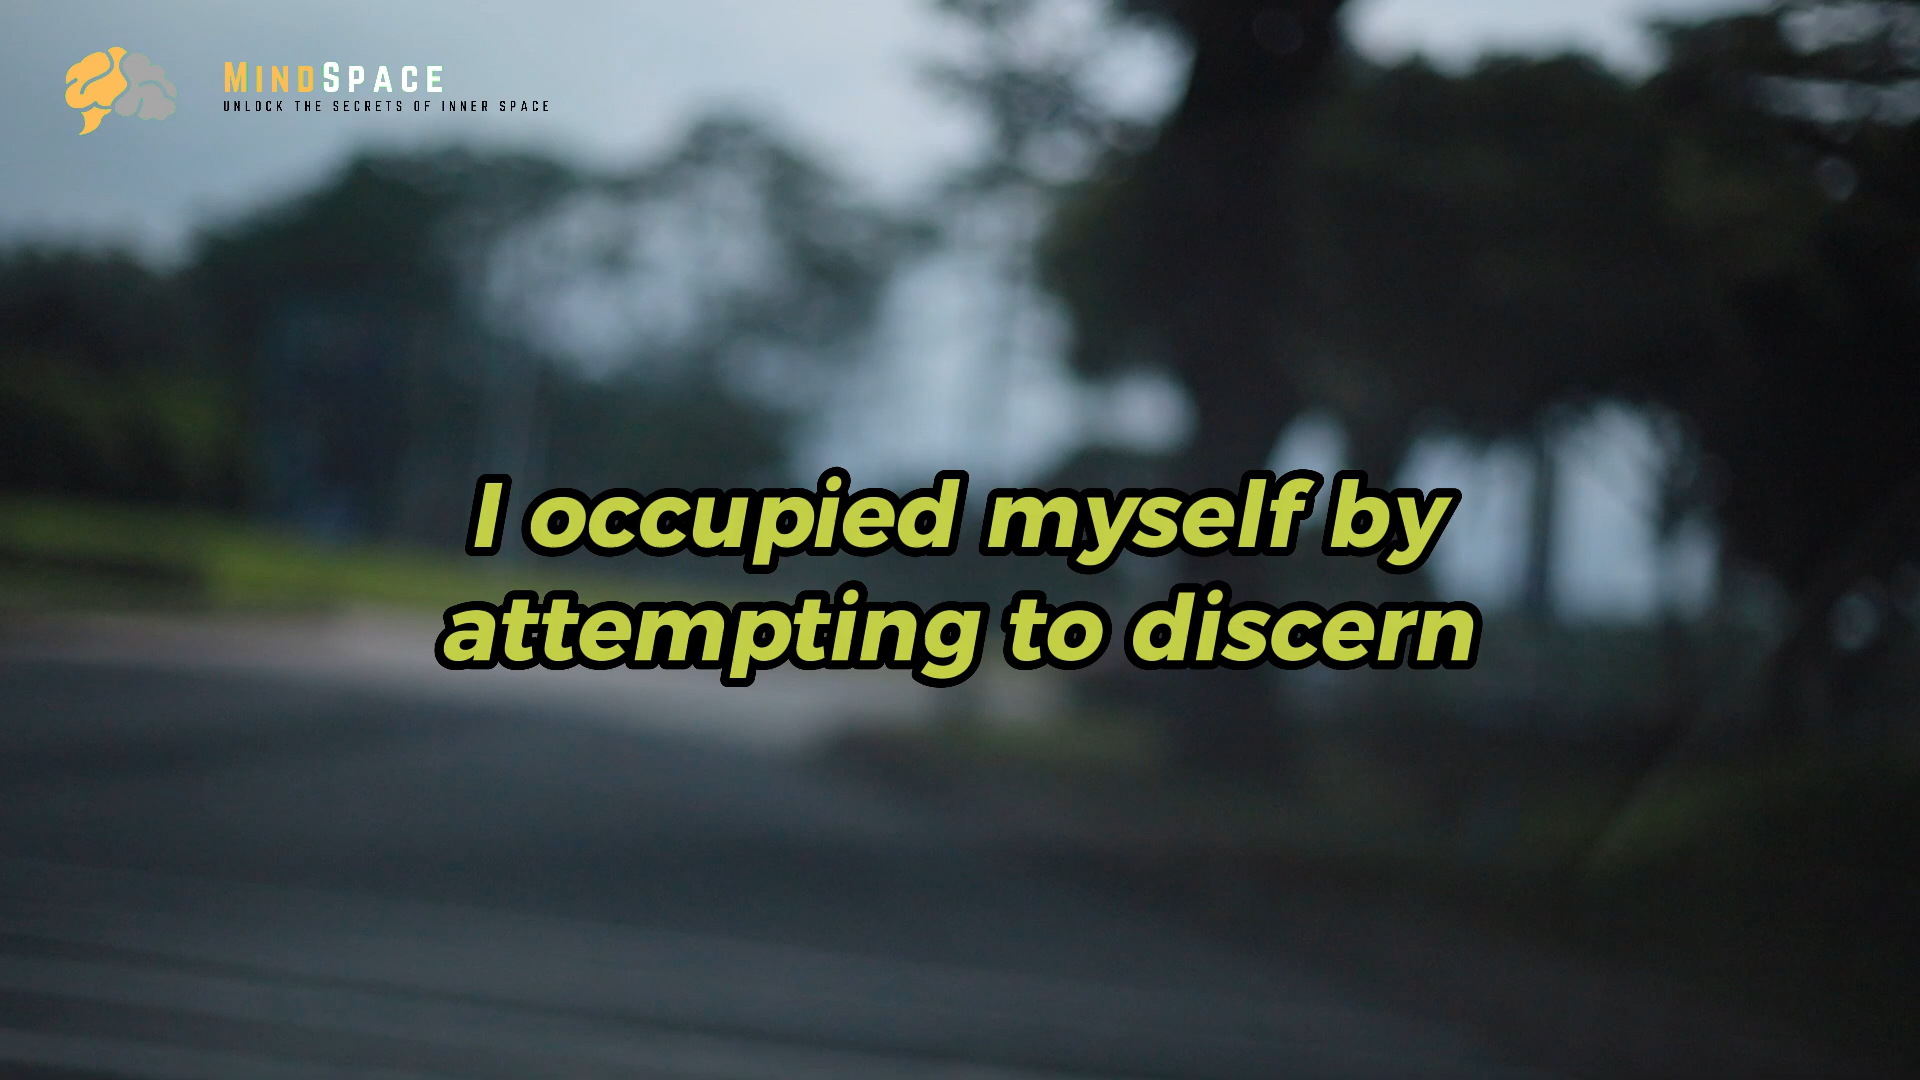 MINDSPACE
UNLOCK THE SECRETS OF INNER SPACE
I occupied myself by
attempting to discern